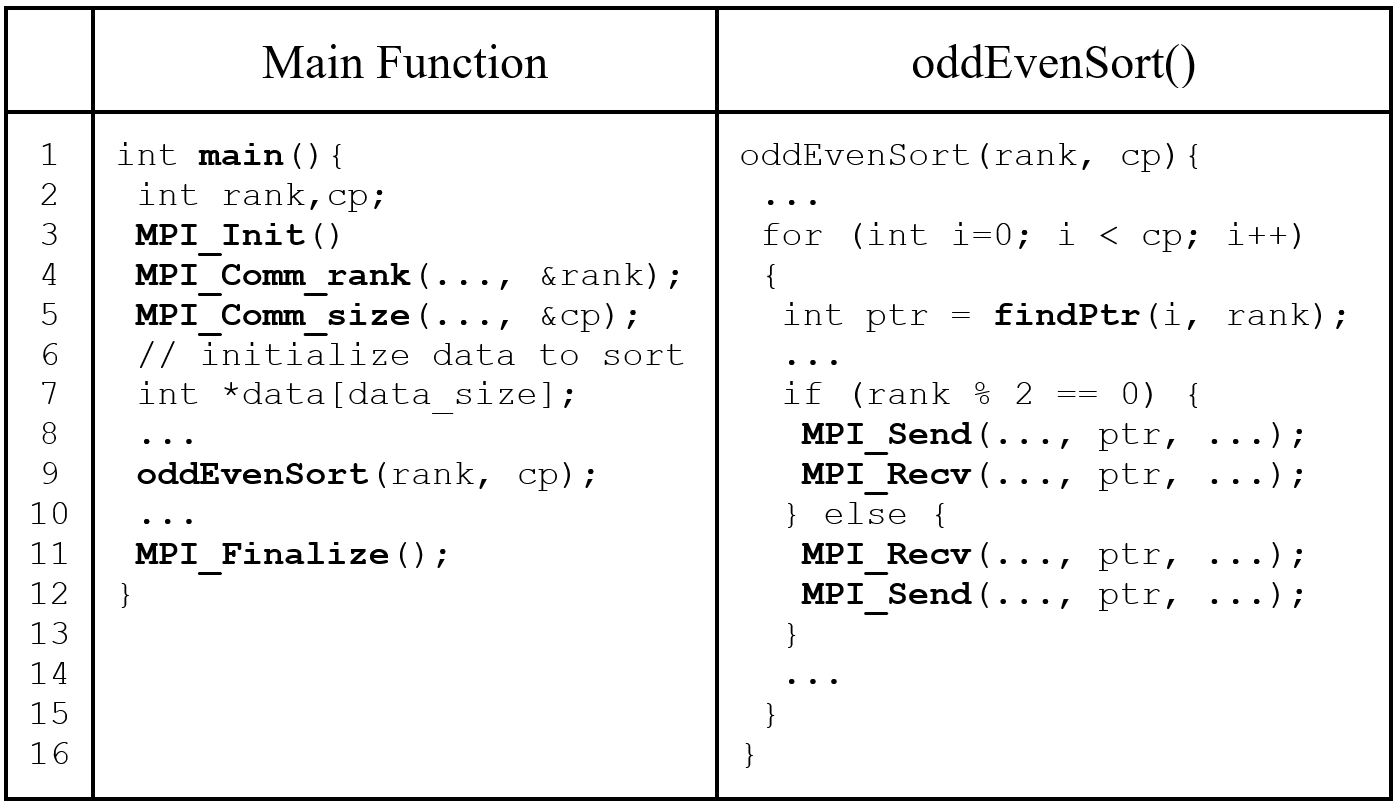 Main Function
oddEvenSort()
1 int main(){ oddEvenSort(rank, cp){
2 int rank,cp; ...
3 MPI_Init() for (int i=0; i < cp; i++)
4 MPI_Comm_rank(..., &rank); {
5 MPI_Comm_size(..., &cp); int ptr = findPtr(i, rank);
6 // initialize data to sort ...
7 int *data[data_size]; if (rank % 2 == 0) {
8 ... MPI_Send(..., ptr, ...);
9 oddEvenSort(rank, cp); MPI_Recv(..., ptr, ...);
10 ... } else {
11 MPI_Finalize(); MPI_Recv(..., ptr, ...);
12 } MPI_Send(..., ptr, ...);
13 }
14 ...
15 }
16 }